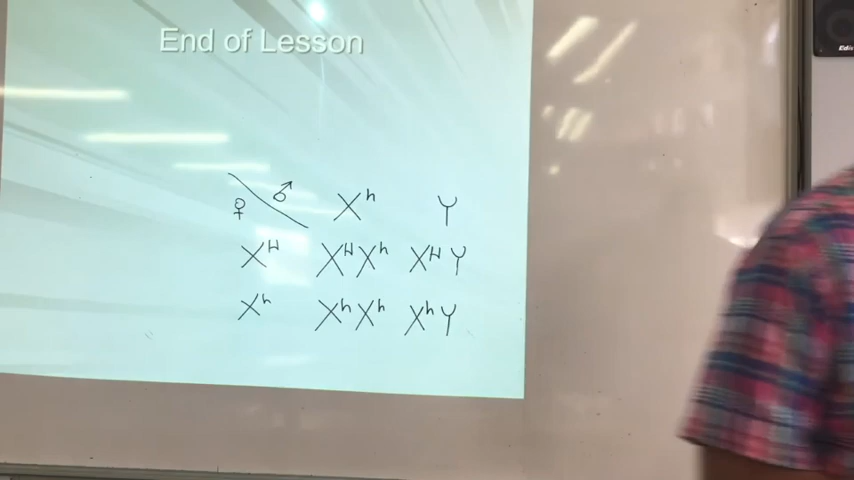 End of Lesson
♀ ♂ Xʰ Y
Xᴴ XᴴXʰ XᴴY
Xʰ XʰXʰ XʰY